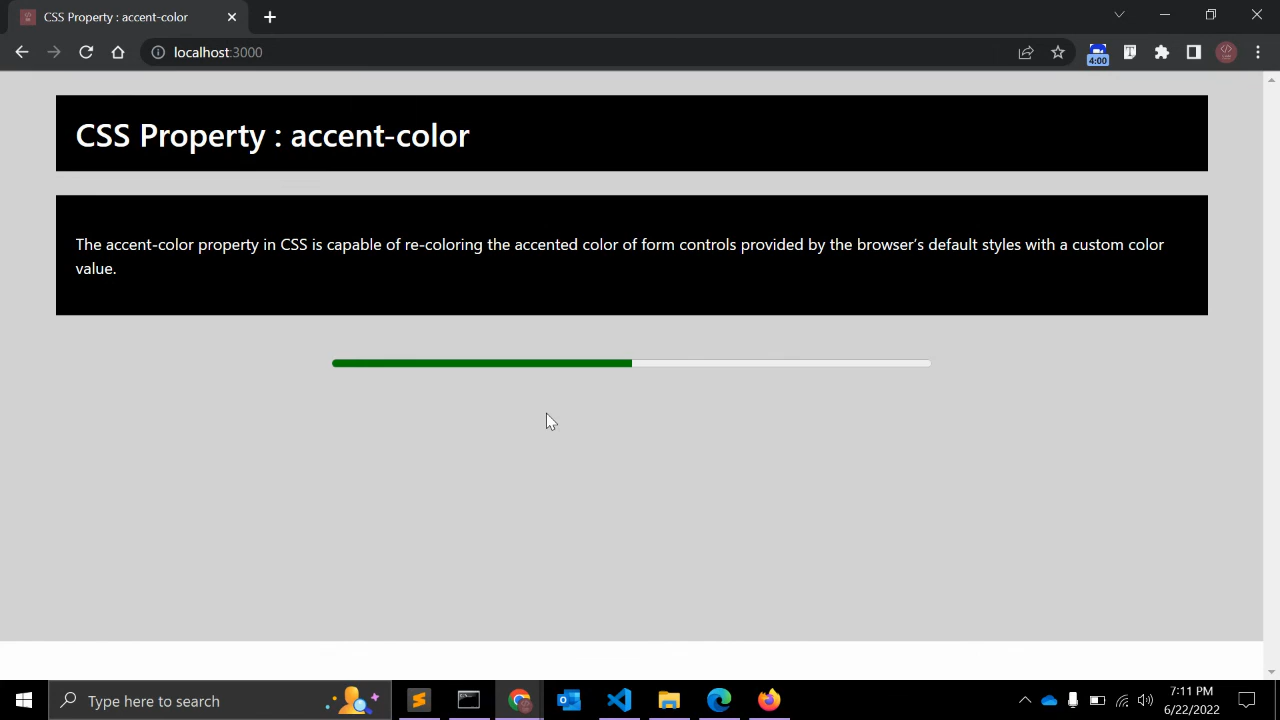 CSS Property : accent-color
localhost:3000
4:00
CSS Property : accent-color
The accent-color property in CSS is capable of re-coloring the accented color of form controls provided by the browser's default styles with a custom color
value.
Type here to search
7:11 PM
6/22/2022